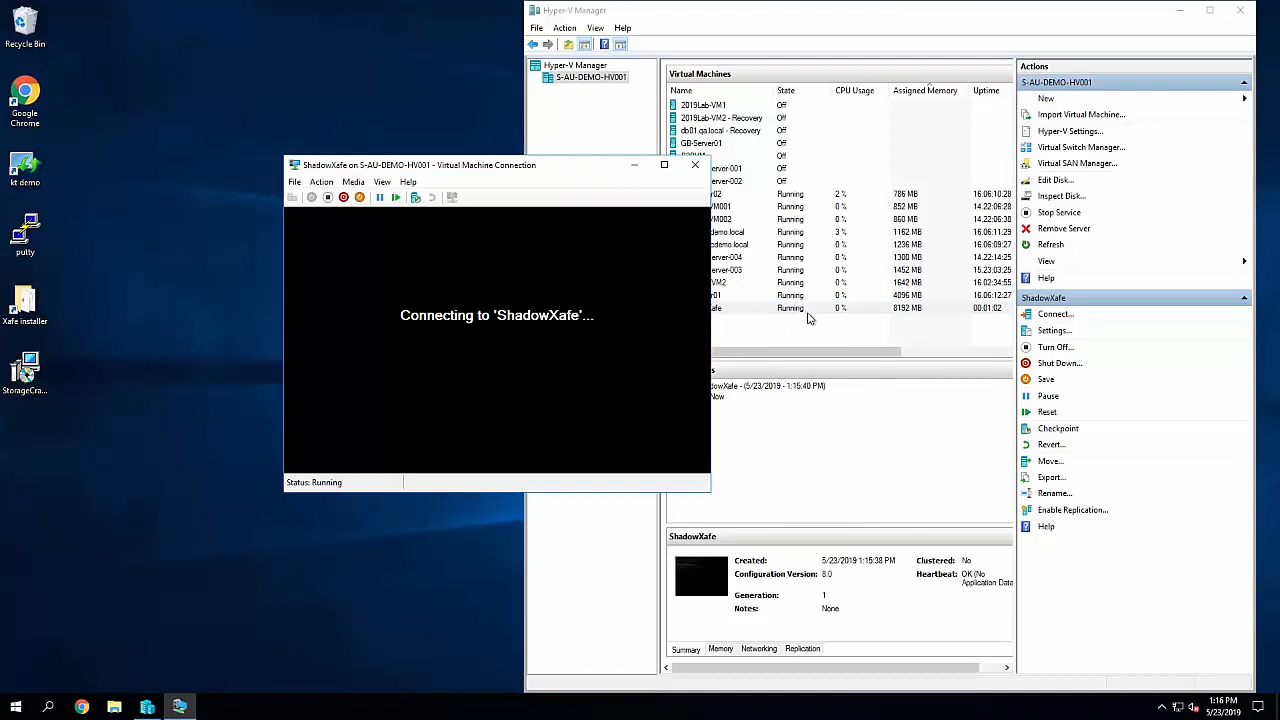 Recycle Bin
Google
Chrome
kt demo
putty
Xafe installer
StorageCra...
Hyper-V Manager
File Action View Help
Hyper-V Manager
S-AU-DEMO-HV001
Virtual Machines
Name State CPU Usage Assigned Memory Uptime
2019Lab-VM1 Off
2019Lab-VM2 - Recovery Off
db01.qa.local - Recovery Off
GB-Server01 Off
Off
erver-001 Off
erver-002 Off
Running 2 % 786 MB 16.06:10:28
VM001 Running 0 % 852 MB 14.22:06:28
VM002 Running 0 % 860 MB 14.22:06:38
cdemo.local Running 3 % 1162 MB 16.06:11:29
cdemo.local Running 0 % 1236 MB 16.06:09:27
erver-004 Running 0 % 1300 MB 14.22:14:25
erver-003 Running 0 % 1452 MB 15.23:03:25
VM2 Running 0 % 1642 MB 16.02:34:55
Running 0 % 4096 MB 16.06:12:27
afe Running 0 % 8192 MB 00:01:02
ShadowXafe on S-AU-DEMO-HV001 - Virtual Machine Connection
File Action Media View Help
Connecting to 'ShadowXafe'...
Status: Running
dowXafe - (5/23/2019 - 1:15:40 PM)
Now
ShadowXafe
Created: 5/23/2019 1:15:38 PM Clustered: No
Configuration Version: 8.0 Heartbeat: OK (No
Application Data
Generation: 1
Notes: None
Summary Memory Networking Replication
Actions
S-AU-DEMO-HV001
New
Import Virtual Machine...
Hyper-V Settings...
Virtual Switch Manager...
Virtual SAN Manager...
Edit Disk...
Inspect Disk...
Stop Service
Remove Server
Refresh
View
Help
ShadowXafe
Connect...
Settings...
Turn Off...
Shut Down...
Save
Pause
Reset
Checkpoint
Revert...
Move...
Export...
Rename...
Enable Replication...
Help
1:16 PM
5/23/2019